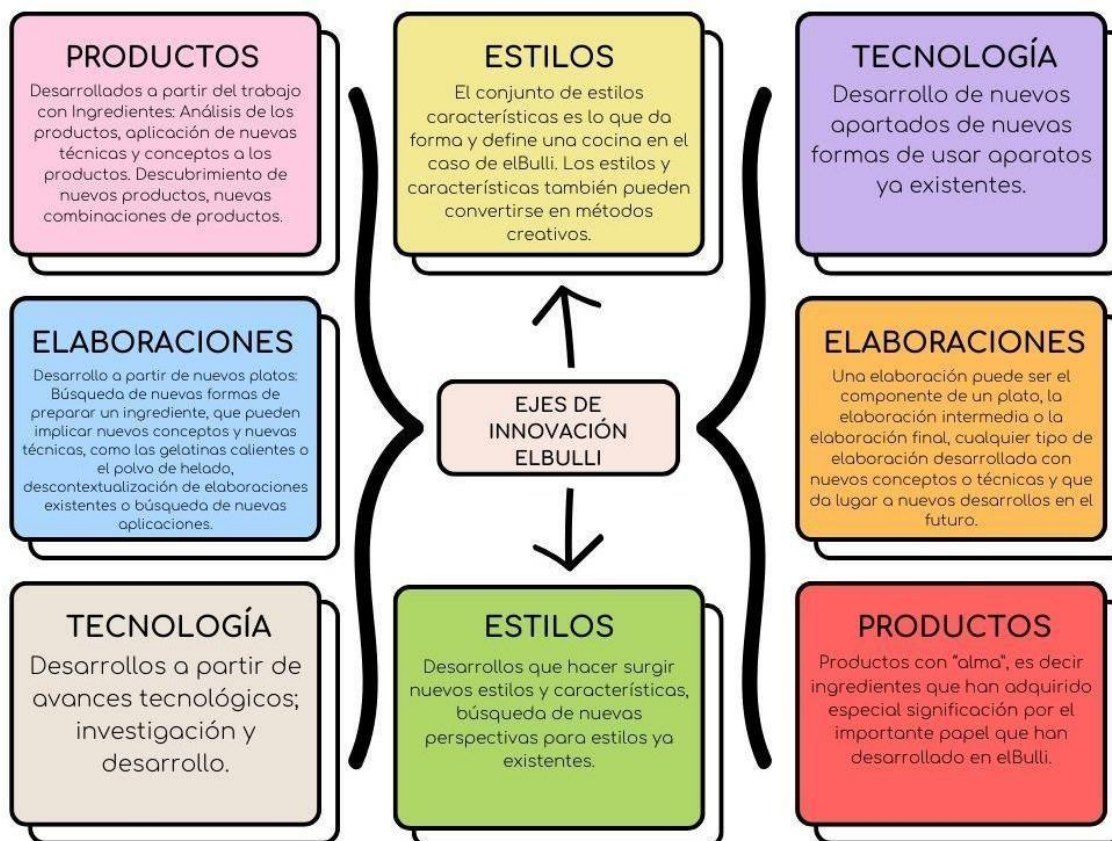 PRODUCTOS
Desarrollados a partir del trabajo
con Ingredientes: Análisis de los
productos, aplicación de nuevas
técnicas y conceptos a los
productos. Descubrimiento de
nuevos productos, nuevas
combinaciones de productos.
ESTILOS
El conjunto de estilos
características es lo que da
forma y define una cocina en el
caso de elBulli. Los estilos y
características también pueden
convertirse en métodos
creativos.
TECNOLOGÍA
Desarrollo de nuevos
apartados de nuevas
formas de usar aparatos
ya existentes.
ELABORACIONES
Desarrollo a partir de nuevos platos:
Búsqueda de nuevas formas de
preparar un ingrediente, que pueden
implicar nuevos conceptos y nuevas
técnicas, como las gelatinas calientes o
el polvo de helado,
descontextualización de elaboraciones
existentes o búsqueda de nuevas
aplicaciones.
EJES DE
INNOVACIÓN
ELBULLI
ELABORACIONES
Una elaboración puede ser el
componente de un plato, la
elaboración intermedia o la
elaboración final, cualquier tipo de
elaboración desarrollada con
nuevos conceptos o técnicas y que
da lugar a nuevos desarrollos en el
futuro.
TECNOLOGÍA
Desarrollos a partir de
avances tecnológicos;
investigación y
desarrollo.
ESTILOS
Desarrollos que hacer surgir
nuevos estilos y características,
búsqueda de nuevas
perspectivas para estilos ya
existentes.
PRODUCTOS
Productos con "alma", es decir
ingredientes que han adquirido
especial significación por el
importante papel que han
desarrollado en elBulli.